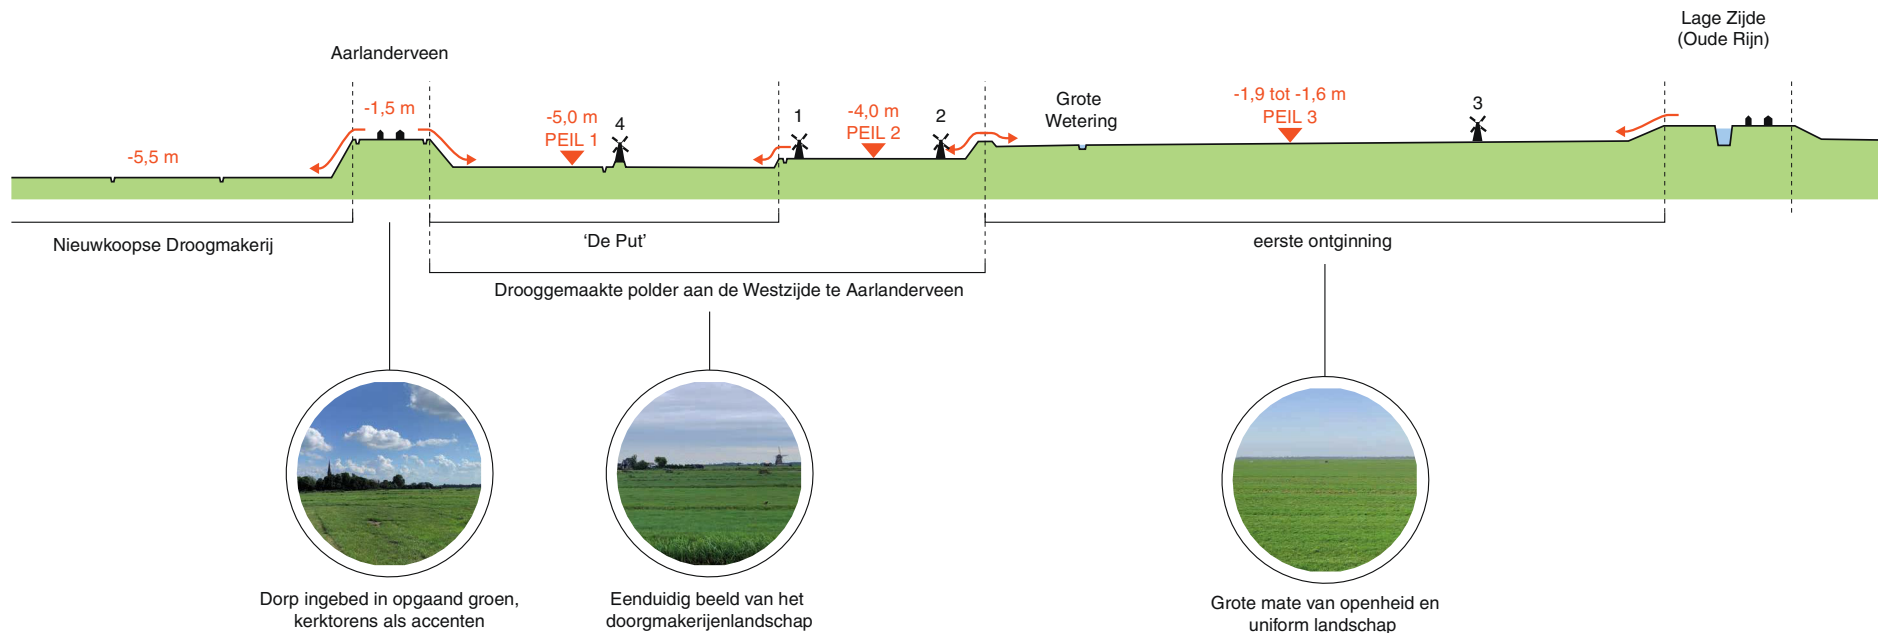 Lage Zijde
(Oude Rijn)
Aarlanderveen
-1,5 m
-5,0 m
PEIL 1
4
1
-4,0 m
PEIL 2
2
Grote
Wetering
-1,9 tot -1,6 m
PEIL 3
3
-5,5 m
Nieuwkoopse Droogmakerij
‘De Put’
eerste ontginning
Drooggemaakte polder aan de Westzijde te Aarlanderveen
Dorp ingebed in opgaand groen,
kerktorens als accenten
Eenduidig beeld van het
doorgmakerijenlandschap
Grote mate van openheid en
uniform landschap